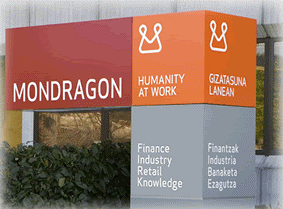 MONDRAGON
HUMANITY
AT WORK
Finance
Industry
Retail
Knowledge
GIZATASUNA
LANEAN
Finantzak
Industria
Banaketa
Ezagutza